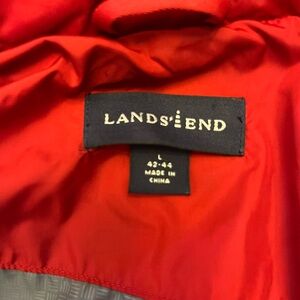 LANDS' END
L
42-44
MADE IN
CHINA